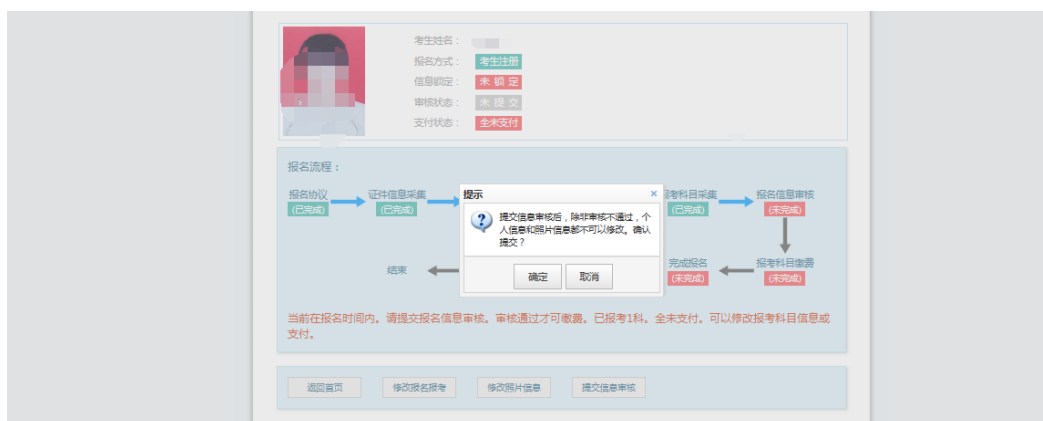 考生姓名：
报名方式： 考生注册
信息锁定： 未锁定
审核状态： 未提交
支付状态： 全未支付
报名流程：
报名协议 证件信息采集 报考科目采集 报名信息审核
(已完成) (已完成) (已完成) (未完成)
提示 ×
提交信息审核后，除非审核不通过，个
人信息和照片信息都不可以修改。确认
提交？
确定 取消
结束 完成报名 报考科目缴费
(未完成) (未完成)
当前在报名时间内。请提交报名信息审核。审核通过才可缴费。已报考1科。全未支付。可以修改报考科目信息或
支付。
返回首页 修改报名报考 修改照片信息 提交信息审核